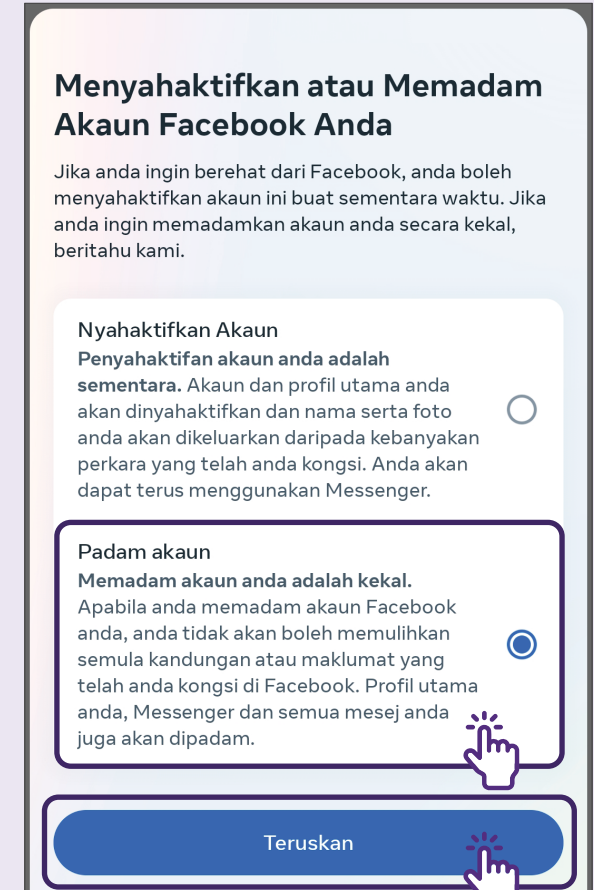 Menyahaktifkan atau Memadam
Akaun Facebook Anda
Jika anda ingin berehat dari Facebook, anda boleh
menyahaktifkan akaun ini buat sementara waktu. Jika
anda ingin memadamkan akaun anda secara kekal,
beritahu kami.
Nyahaktifkan Akaun
Penyahaktifan akaun anda adalah
sementara. Akaun dan profil utama anda
akan dinyahaktifkan dan nama serta foto
anda akan dikeluarkan daripada kebanyakan
perkara yang telah anda kongsi. Anda akan
dapat terus menggunakan Messenger.
Padam akaun
Memadam akaun anda adalah kekal.
Apabila anda memadam akaun Facebook
anda, anda tidak akan boleh memulihkan
semula kandungan atau maklumat yang
telah anda kongsi di Facebook. Profil utama
anda, Messenger dan semua mesej anda
juga akan dipadam.
Teruskan